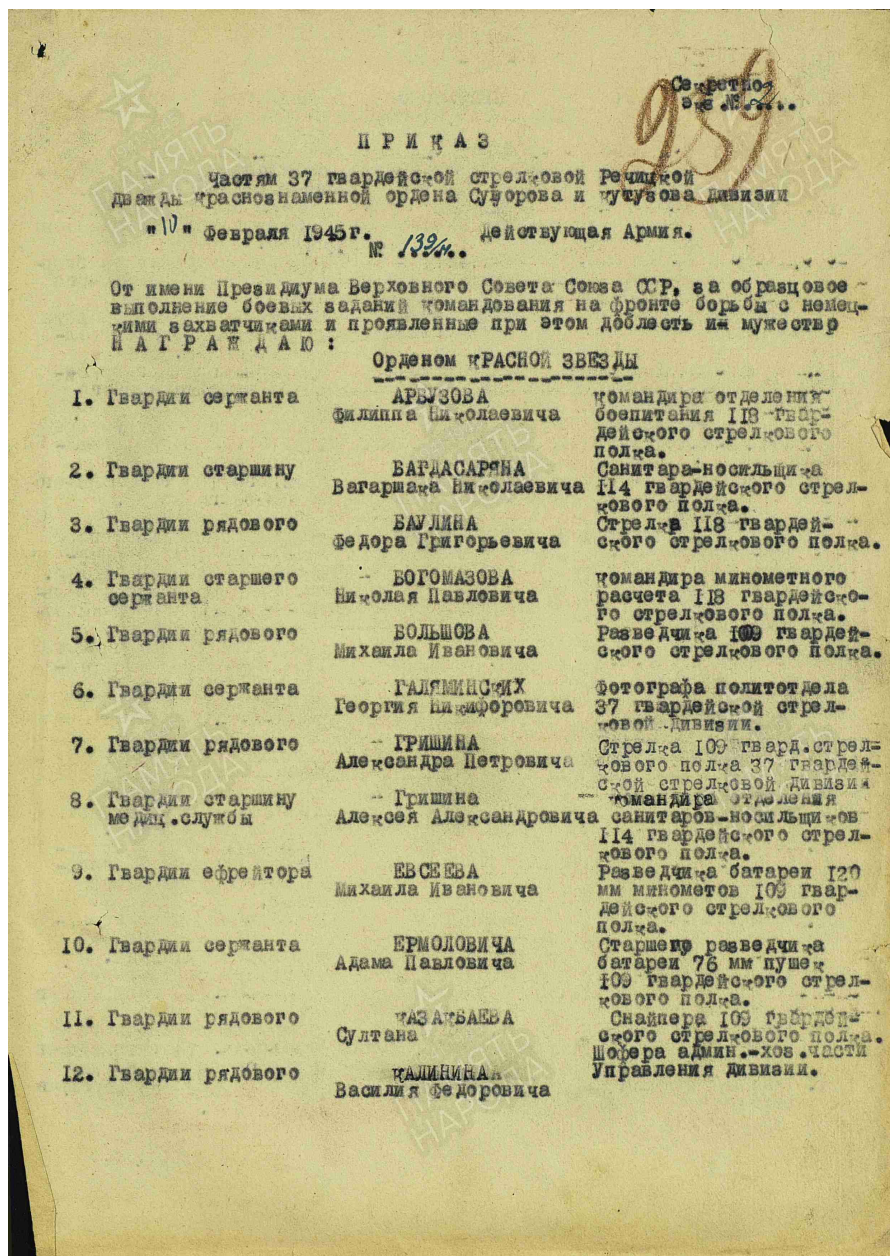 Секретно
экз.№
259
П Р И К А З
Частям 37 гвардейской стрелковой Речицкой
дважды краснознаменной ордена Суворова и кутузова Дивизии
"10" Февраля 1945г. Действующая Армия.
№ 139/н.
От имени Президиума Верховного Совета Союза ССР, за образцовое
выполнение боевых заданий командования на фронте борьбы с немец-
кими захватчиками и проявленные при этом доблесть и мужество
Н А Г Р А Ж Д А Ю :
Орденом КРАСНОЙ ЗВЕЗДЫ
1. Гвардии сержанта АРБУЗОВА командира отделения
Филиппа Николаевича боепитания 118 гвар-
дейского стрелкового
полка.
2. Гвардии старшину БАГДАСАРЯНА Санитара-носильщика
Вагаршака Николаевича 114 гвардейского стрел-
кового полка.
3. Гвардии рядового БАУЛИНА Стрелка 118 гвардей-
Федора Григорьевича ского стрелкового полка.
4. Гвардии старшего БОГОМАЗОВА командира минометного
сержанта Николая Павловича расчета 118 гвардейско-
го стрелкового полка.
5. Гвардии рядового БОЛЬШОВА Разведчика 109 гвардей-
Михаила Ивановича ского стрелкового полка.
6. Гвардии сержанта ГАЛЯМИНСКИХ Фотографа политотдела
Георгия Никифоровича 37 гвардейской стрел-
ковой Дивизии.
7. Гвардии рядового ГРИШИНА Стрелка 109 гвард.стрел-
Александра Петровича кового полка 37 гвардей-
ской стрелковой Дивизии
8. Гвардии старшину Гришина командира отделения
медиц.службы Алексея Александровича санитаров-носильщиков
114 гвардейского стрел-
кового полка.
9. Гвардии ефрейтора ЕВСЕЕВА Разведчика батареи 120
Михаила Ивановича мм минометов 109 гвар-
дейского стрелкового
полка.
10. Гвардии сержанта ЕРМОЛОВИЧА Старшего разведчика
Адама Павловича батареи 76 мм пушек
109 гвардейского стрел-
кового полка.
11. Гвардии рядового КАЗАКБАЕВА Снайпера 109 гвардей-
Султана ского стрелкового полка.
12. Гвардии рядового КАЛИНИНА Шофера админ.-хоз.части
Василия Федоровича Управления дивизии.
ПАМЯТЬ
НАРОДА